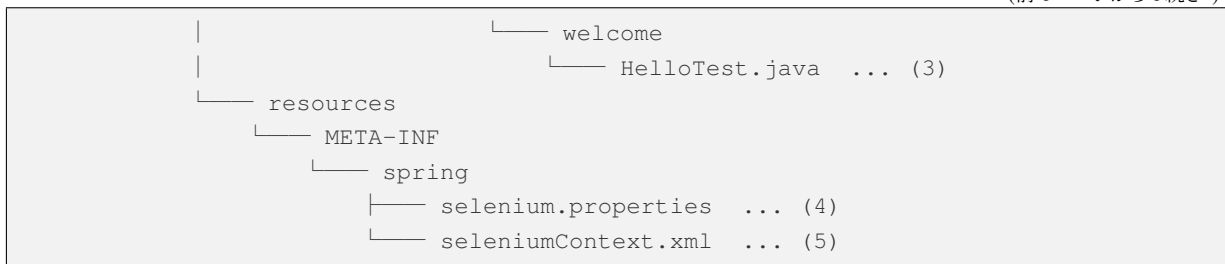 │ └── welcome
│ └── HelloTest.java ... (3)
└── resources
└── META-INF
└── spring
├── selenium.properties ... (4)
└── seleniumContext.xml ... (5)